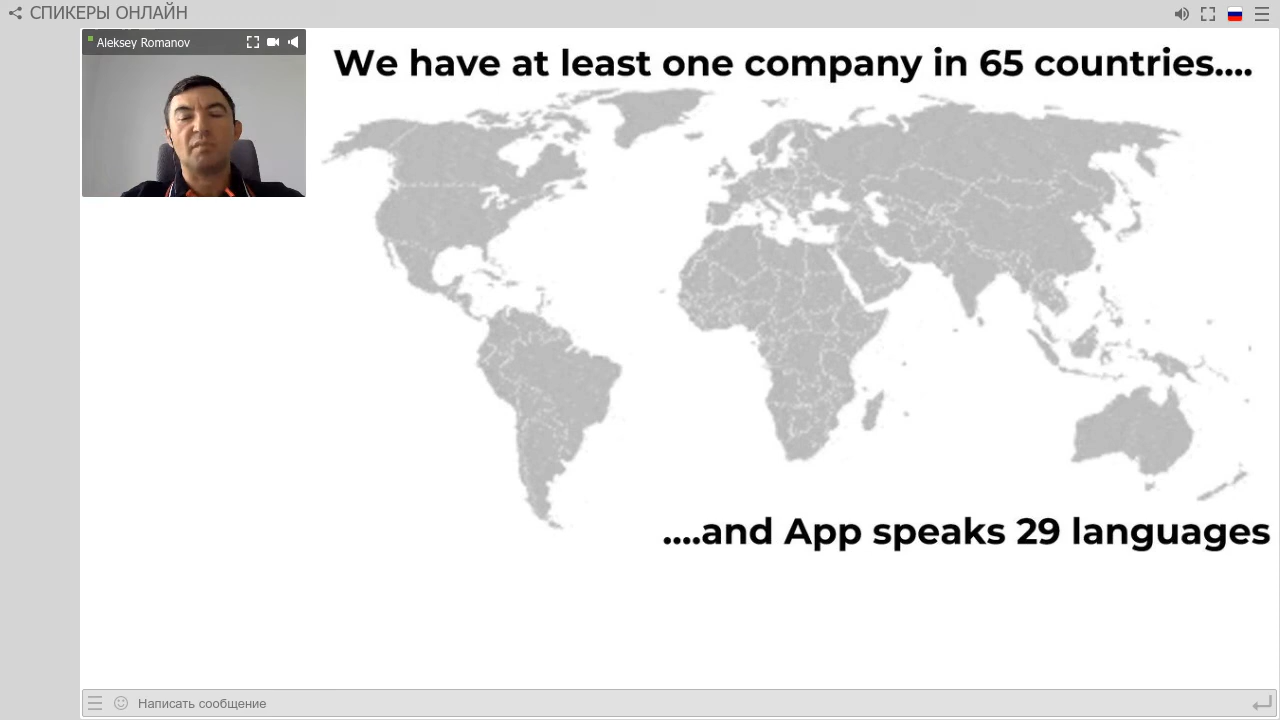 СПИКЕРЫ ОНЛАЙН
Aleksey Romanov
We have at least one company in 65 countries....
....and App speaks 29 languages
Написать сообщение